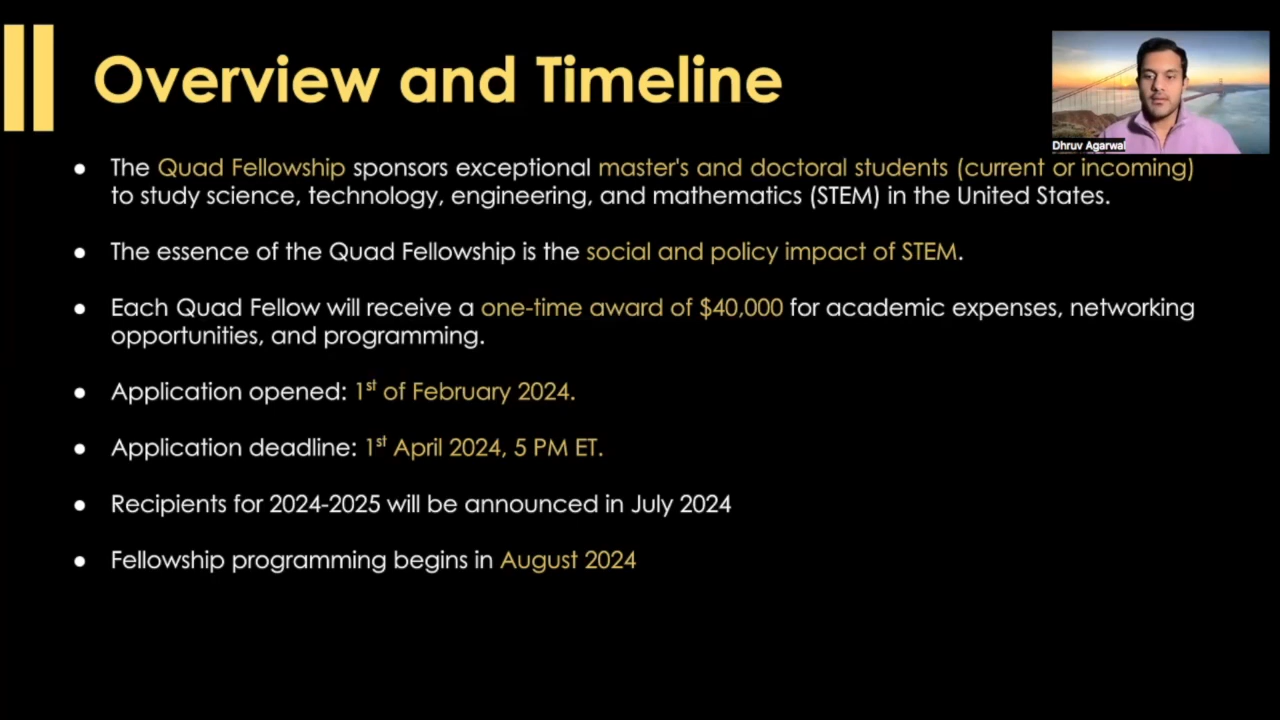 Overview and Timeline
Dhruv Agarwal
● The Quad Fellowship sponsors exceptional master's and doctoral students (current or incoming)
to study science, technology, engineering, and mathematics (STEM) in the United States.
● The essence of the Quad Fellowship is the social and policy impact of STEM.
● Each Quad Fellow will receive a one-time award of $40,000 for academic expenses, networking
opportunities, and programming.
● Application opened: 1st of February 2024.
● Application deadline: 1st April 2024, 5 PM ET.
● Recipients for 2024-2025 will be announced in July 2024
● Fellowship programming begins in August 2024